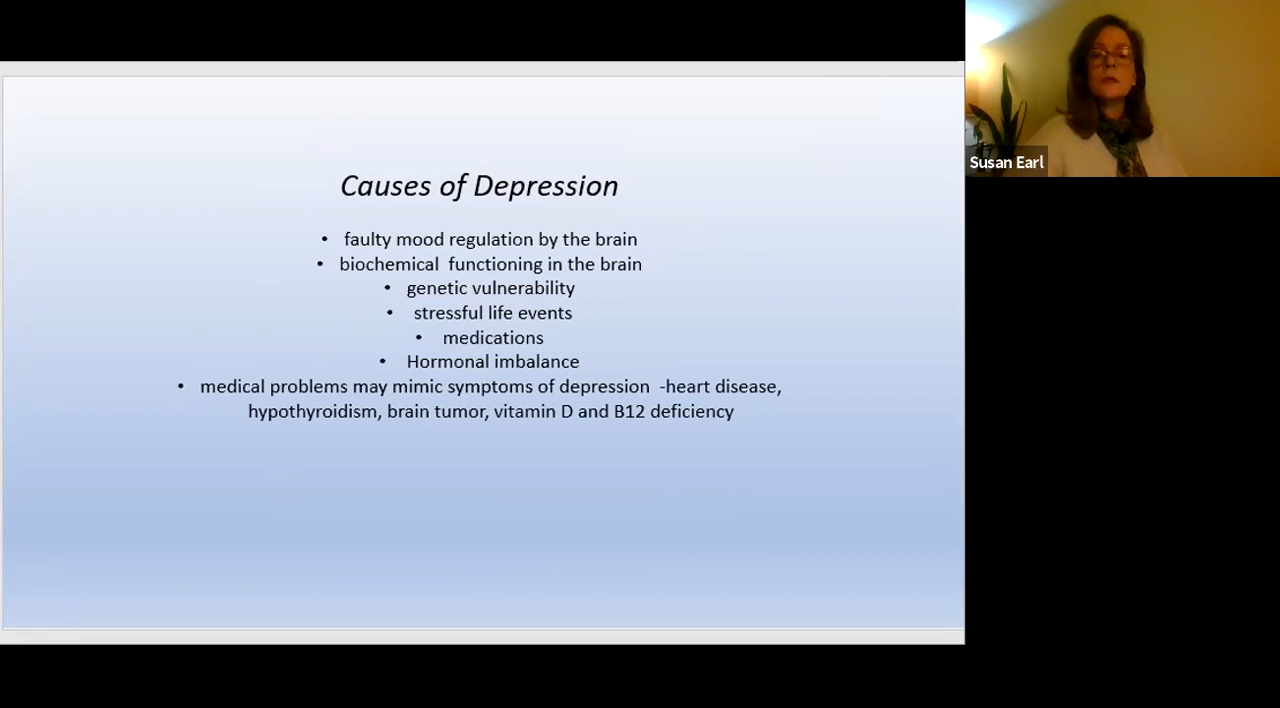 Causes of Depression
• faulty mood regulation by the brain
• biochemical  functioning in the brain
• genetic vulnerability
• stressful life events
• medications
• Hormonal imbalance
• medical problems may mimic symptoms of depression  -heart disease,
hypothyroidism, brain tumor, vitamin D and B12 deficiency
Susan Earl